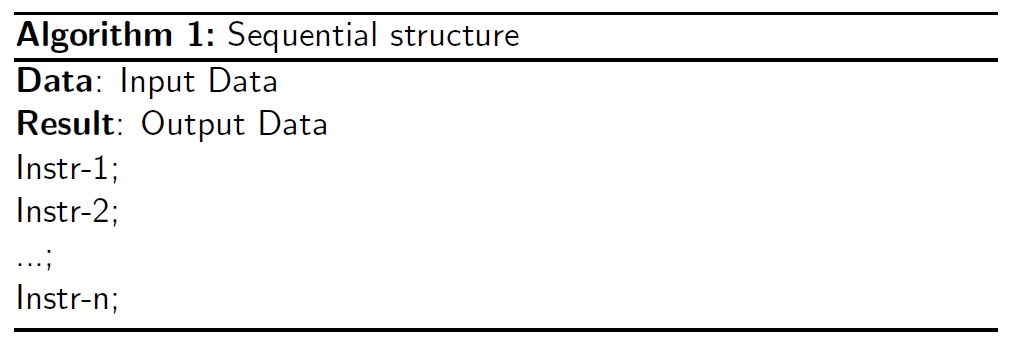 Algorithm 1: Sequential structure
Data: Input Data
Result: Output Data
Instr-1;
Instr-2;
...;
Instr-n;